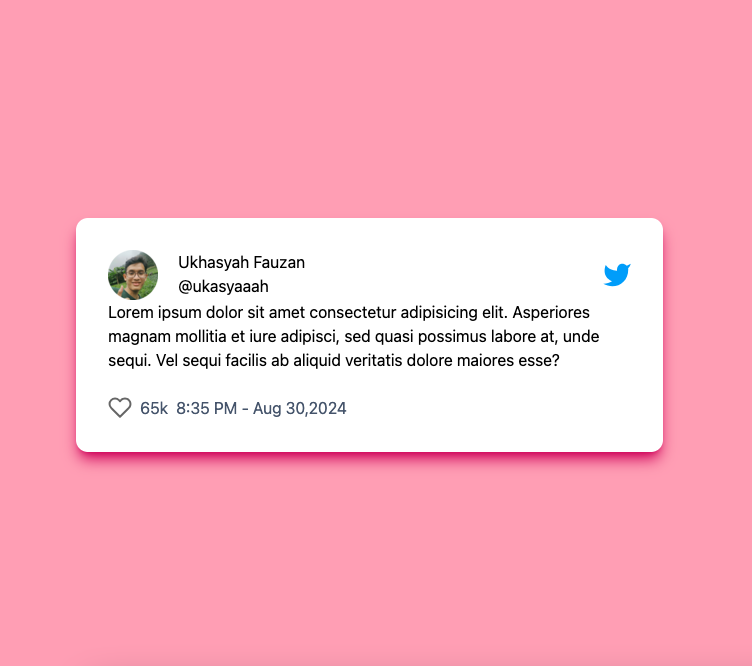 Ukhasyah Fauzan
@ukasyaaah
Lorem ipsum dolor sit amet consectetur adipisicing elit. Asperiores
magnam mollitia et iure adipisci, sed quasi possimus labore at, unde
sequi. Vel sequi facilis ab aliquid veritatis dolore maiores esse?
65k 8:35 PM - Aug 30,2024